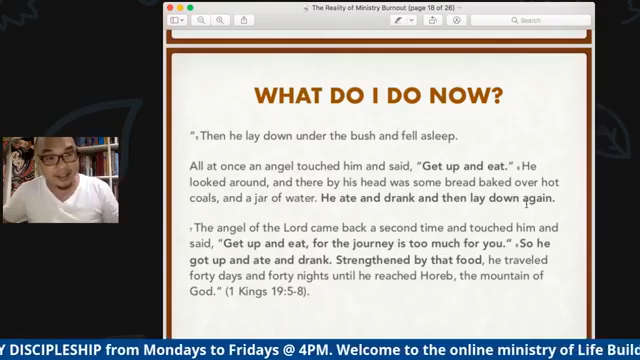 The Reality of Ministry Burnout (page 18 of 26)
Search
WHAT DO I DO NOW?
"5Then he lay down under the bush and fell asleep.
All at once an angel touched him and said, "Get up and eat." 6 He
looked around, and there by his head was some bread baked over hot
coals, and a jar of water. He ate and drank and then lay down again.
7 The angel of the Lord came back a second time and touched him and
said, "Get up and eat, for the journey is too much for you." 8 So he
got up and ate and drank. Strengthened by that food, he traveled
forty days and forty nights until he reached Horeb, the mountain of
God." (1 Kings 19:5-8).
Y DISCIPLESHIP from Mondays to Fridays @ 4PM. Welcome to the online ministry of Life Buil